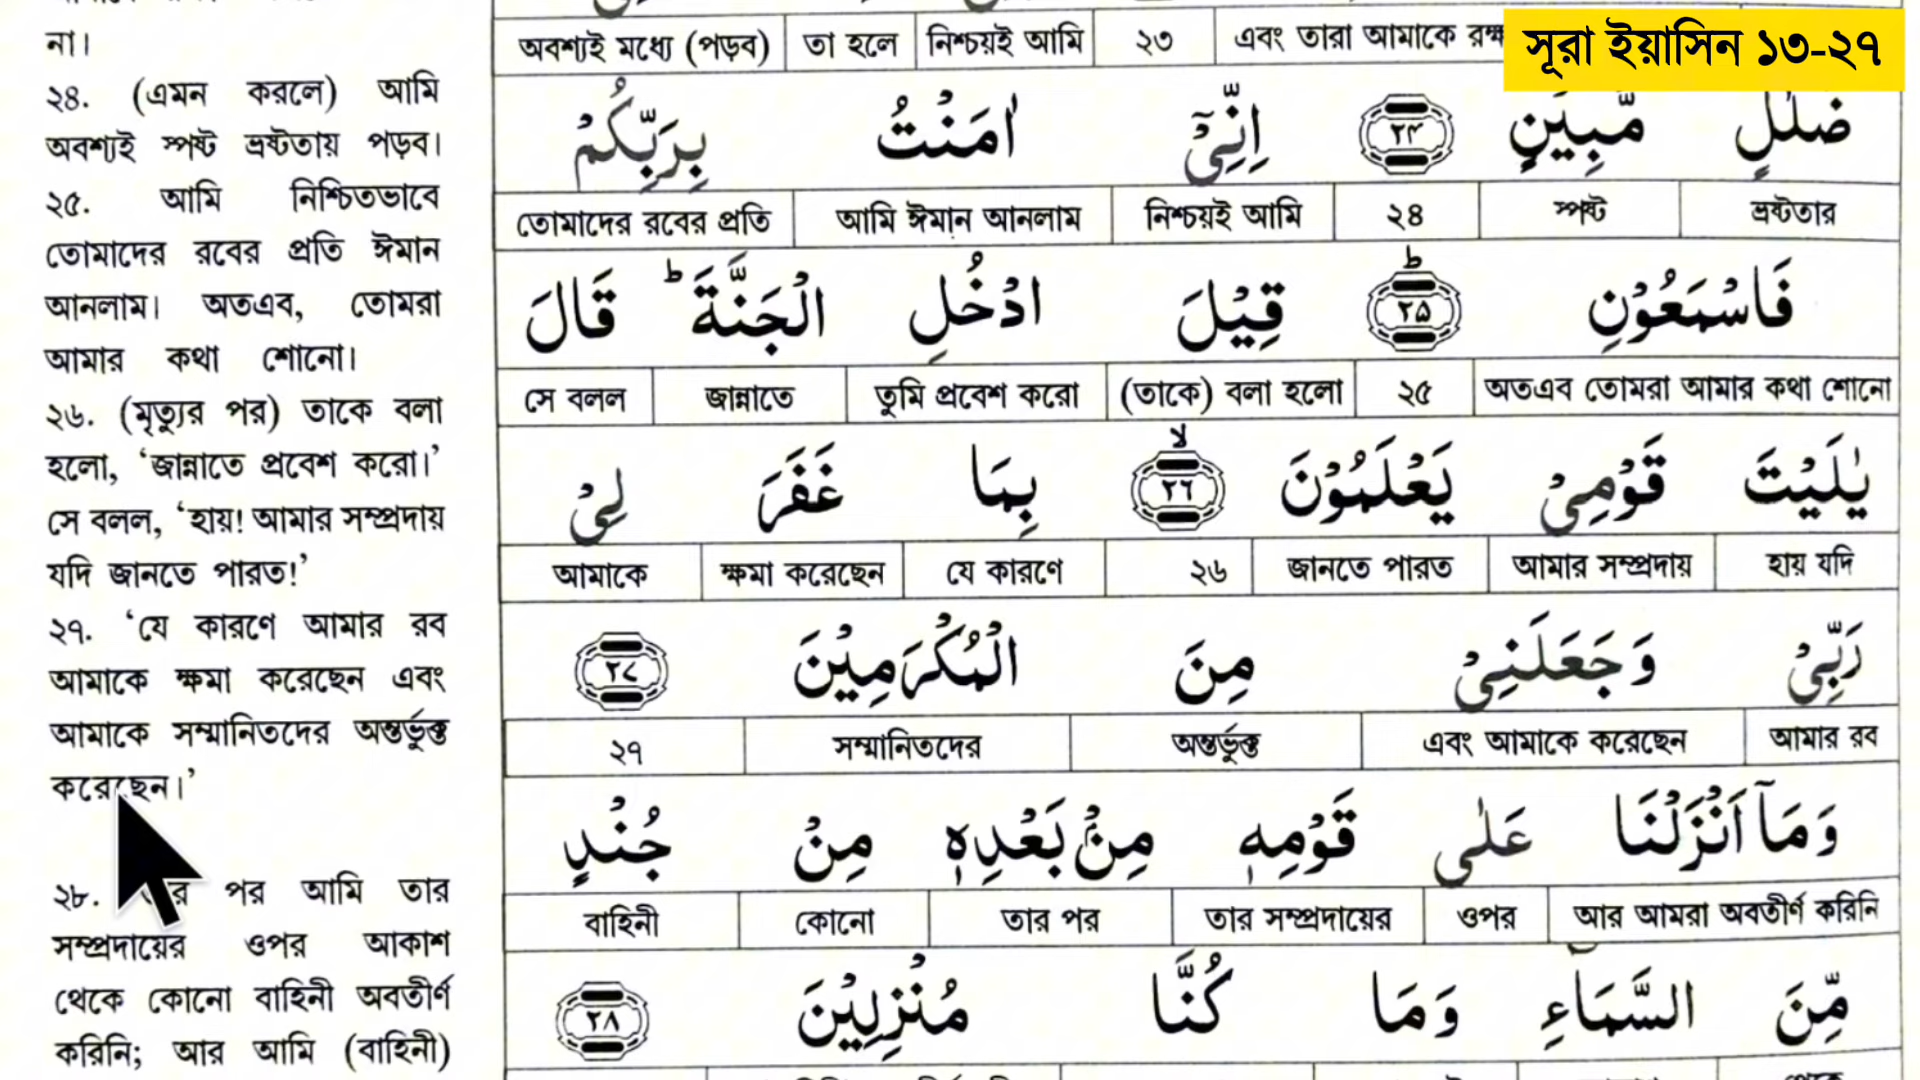 সূরা ইয়াসিন ১৩-২৭
না।
২৪. (এমন করলে) আমি
অবশ্যই স্পষ্ট ভ্রষ্টতায় পড়ব।
২৫. আমি নিশ্চিতভাবে
তোমাদের রবের প্রতি ঈমান
আনলাম। অতএব, তোমরা
আমার কথা শোনো।
২৬. (মৃত্যুর পর) তাকে বলা
হলো, ‘জান্নাতে প্রবেশ করো।’
সে বলল, ‘হায়! আমার সম্প্রদায়
যদি জানতে পারত!’
২৭. ‘যে কারণে আমার রব
আমাকে ক্ষমা করেছেন এবং
আমাকে সম্মানিতদের অন্তর্ভুক্ত
করেছেন।’
২৮. পর আমি তার
সম্প্রদায়ের ওপর আকাশ
থেকে কোনো বাহিনী অবতীর্ণ
করিনি; আর আমি (বাহিনী)
অবশ্যই মধ্যে (পড়ব) তা হলে নিশ্চয়ই আমি ২৩ এবং তারা আমাকে
ضَلٰلٍ مُّبِيْنٍ ۲۴ اِنِّيْٓ اٰمَنْتُ بِرَبِّكُمْ
তোমাদের রবের প্রতি আমি ঈমান আনলাম নিশ্চয়ই আমি ২৪ স্পষ্ট ভ্রষ্টতার
فَاسْمَعُوْنِ ؕ ۲۵ قِيْلَ ادْخُلِ الْجَنَّةَ ؕ قَالَ
সে বলল জান্নাতে তুমি প্রবেশ করো (তাকে) বলা হলো ২৫ অতএব তোমরা আমার কথা শোনো
يٰلَيْتَ قَوْمِيْ يَعْلَمُوْنَ ۙ ۲۶ بِمَا غَفَرَ لِيْ
আমাকে ক্ষমা করেছেন যে কারণে ২৬ জানতে পারত আমার সম্প্রদায় হায় যদি
رَبِّيْ وَجَعَلَنِيْ مِنَ الْمُكْرَمِيْنَ ۲۷
২৭ সম্মানিতদের অন্তর্ভুক্ত এবং আমাকে করেছেন আমার রব
وَمَآ اَنْزَلْنَا عَلٰى قَوْمِهٖ مِنْۢ بَعْدِهٖ مِنْ جُنْدٍ
বাহিনী কোনো তার পর তার সম্প্রদায়ের ওপর আর আমরা অবতীর্ণ করিনি
مِّنَ السَّمَآءِ وَمَا كُنَّا مُنْزِلِيْنَ ۲۸